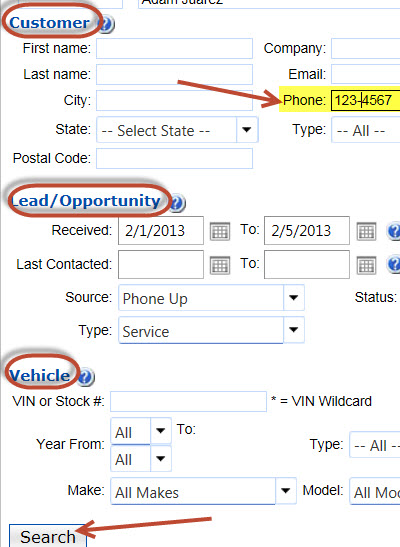 Adam Juarez
Customer ?
First name: Company:
Last name: Email:
City: Phone: 123-4567
State: -- Select State -- Type: -- All --
Postal Code:
Lead/Opportunity ?
Received: 2/1/2013 To: 2/5/2013 ?
Last Contacted: To: ?
Source: Phone Up Status:
Type: Service
Vehicle ?
VIN or Stock #: * = VIN Wildcard
Year From: All To:
All Type: -- All
Make: All Makes Model: All Mod
Search